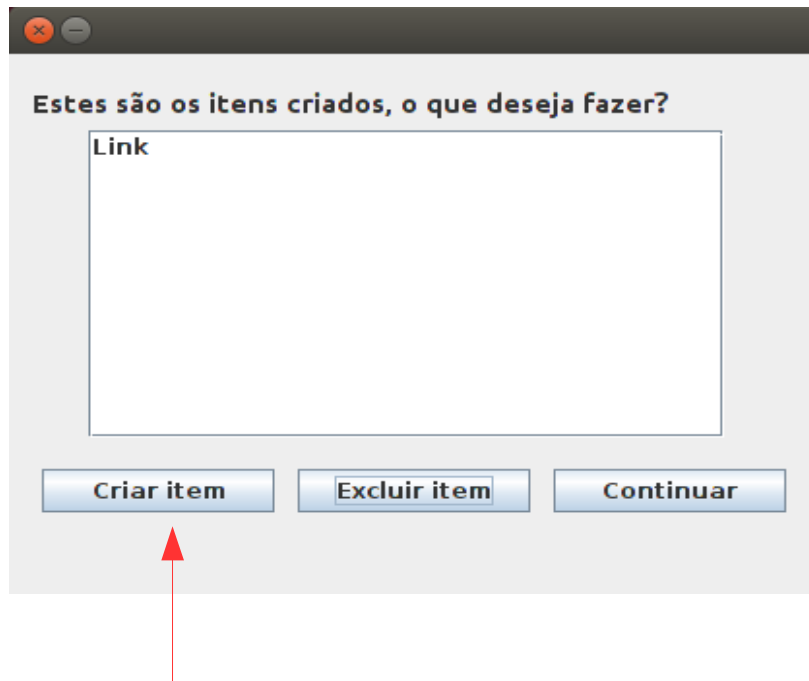 Estes são os itens criados, o que deseja fazer?
Link
Criar item Excluir item Continuar